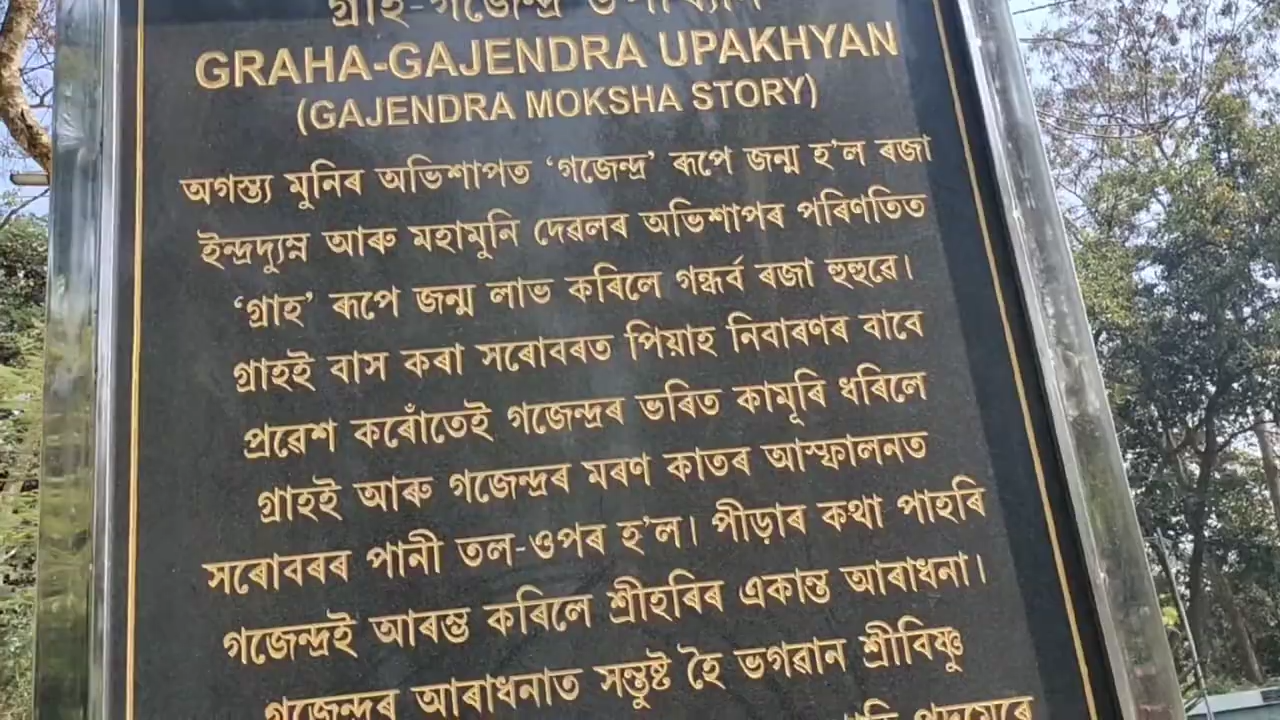 গ্ৰাহ-গজেন্দ্ৰ উপাখ্যান
GRAHA-GAJENDRA UPAKHYAN
(GAJENDRA MOKSHA STORY)
অগস্ত্য মুনিৰ অভিশাপত ‘গজেন্দ্ৰ’ ৰূপে জন্ম হ’ল ৰজা
ইন্দ্ৰদ্যুম্ন আৰু মহামুনি দেৱলৰ অভিশাপৰ পৰিণতিত
‘গ্ৰাহ’ ৰূপে জন্ম লাভ কৰিলে গন্ধৰ্ব ৰজা হুহুৱে।
গ্ৰাহই বাস কৰা সৰোবৰত পিয়াহ নিবাৰণৰ বাবে
প্ৰৱেশ কৰোঁতেই গজেন্দ্ৰৰ ভৰিত কামূৰি ধৰিলে
গ্ৰাহই আৰু গজেন্দ্ৰৰ মৰণ কাতৰ আস্ফালনত
সৰোবৰৰ পানী তল-ওপৰ হ’ল। পীড়াৰ কথা পাহৰি
গজেন্দ্ৰই আৰম্ভ কৰিলে শ্ৰীহৰিৰ একান্ত আৰাধনা।
গজেন্দ্ৰৰ আৰাধনাত সন্তুষ্ট হৈ ভগৱান শ্ৰীবিষ্ণু